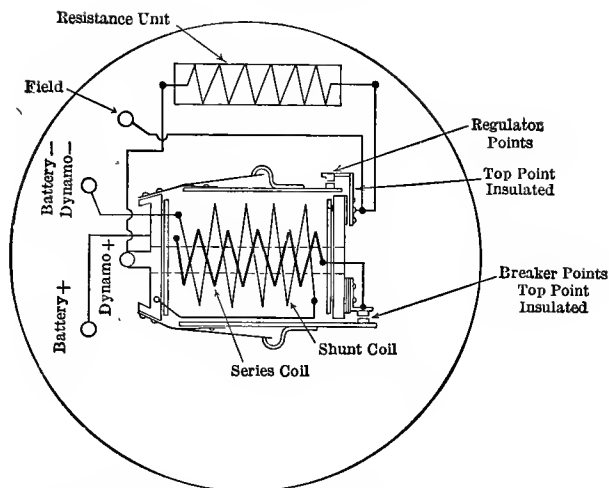 Resistance Unit
Field
Regulator
Points
Top Point
Insulated
Battery−
Dynamo−
Dynamo+
Battery+
Breaker Points
Top Point
Insulated
Shunt Coil
Series Coil